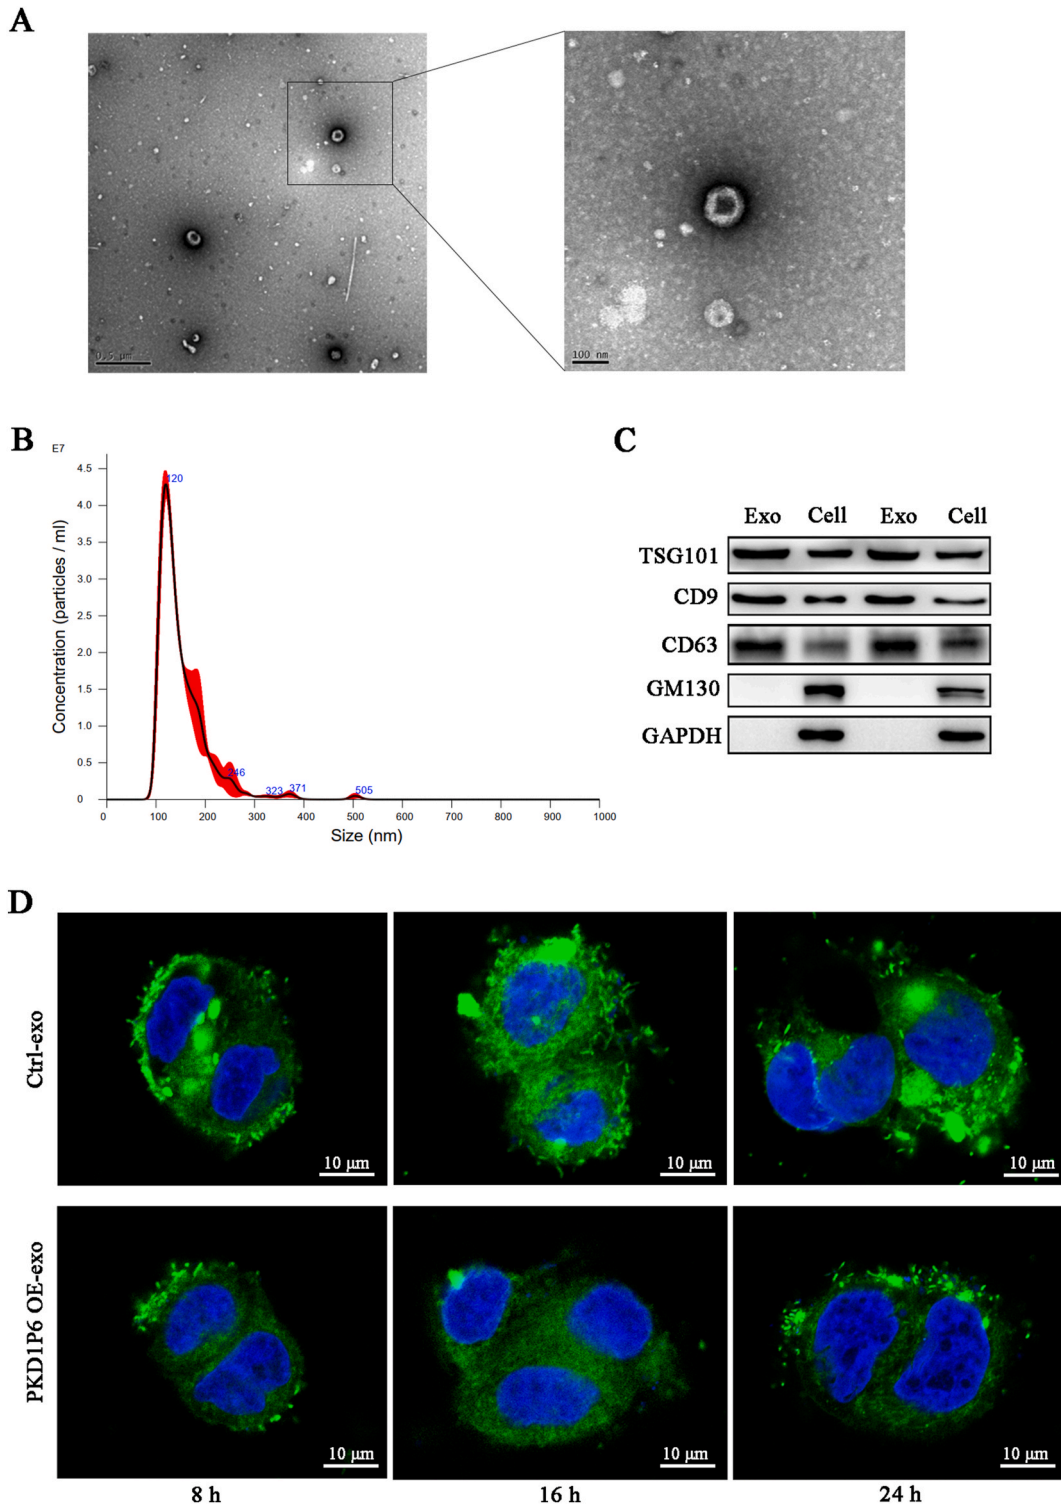 A
0.5 µm
100 nm
B
E7
Concentration (particles / ml)
4.5
4.0
3.5
3.0
2.5
2.0
1.5
1.0
0.5
0
120
246
323
371
505
0 100 200 300 400 500 600 700 800 900 1000
Size (nm)
C
Exo Cell Exo Cell
TSG101
CD9
CD63
GM130
GAPDH
D
Ctrl-exo
10 µm
10 µm
10 µm
PKD1P6 OE-exo
10 µm
10 µm
10 µm
8 h
16 h
24 h